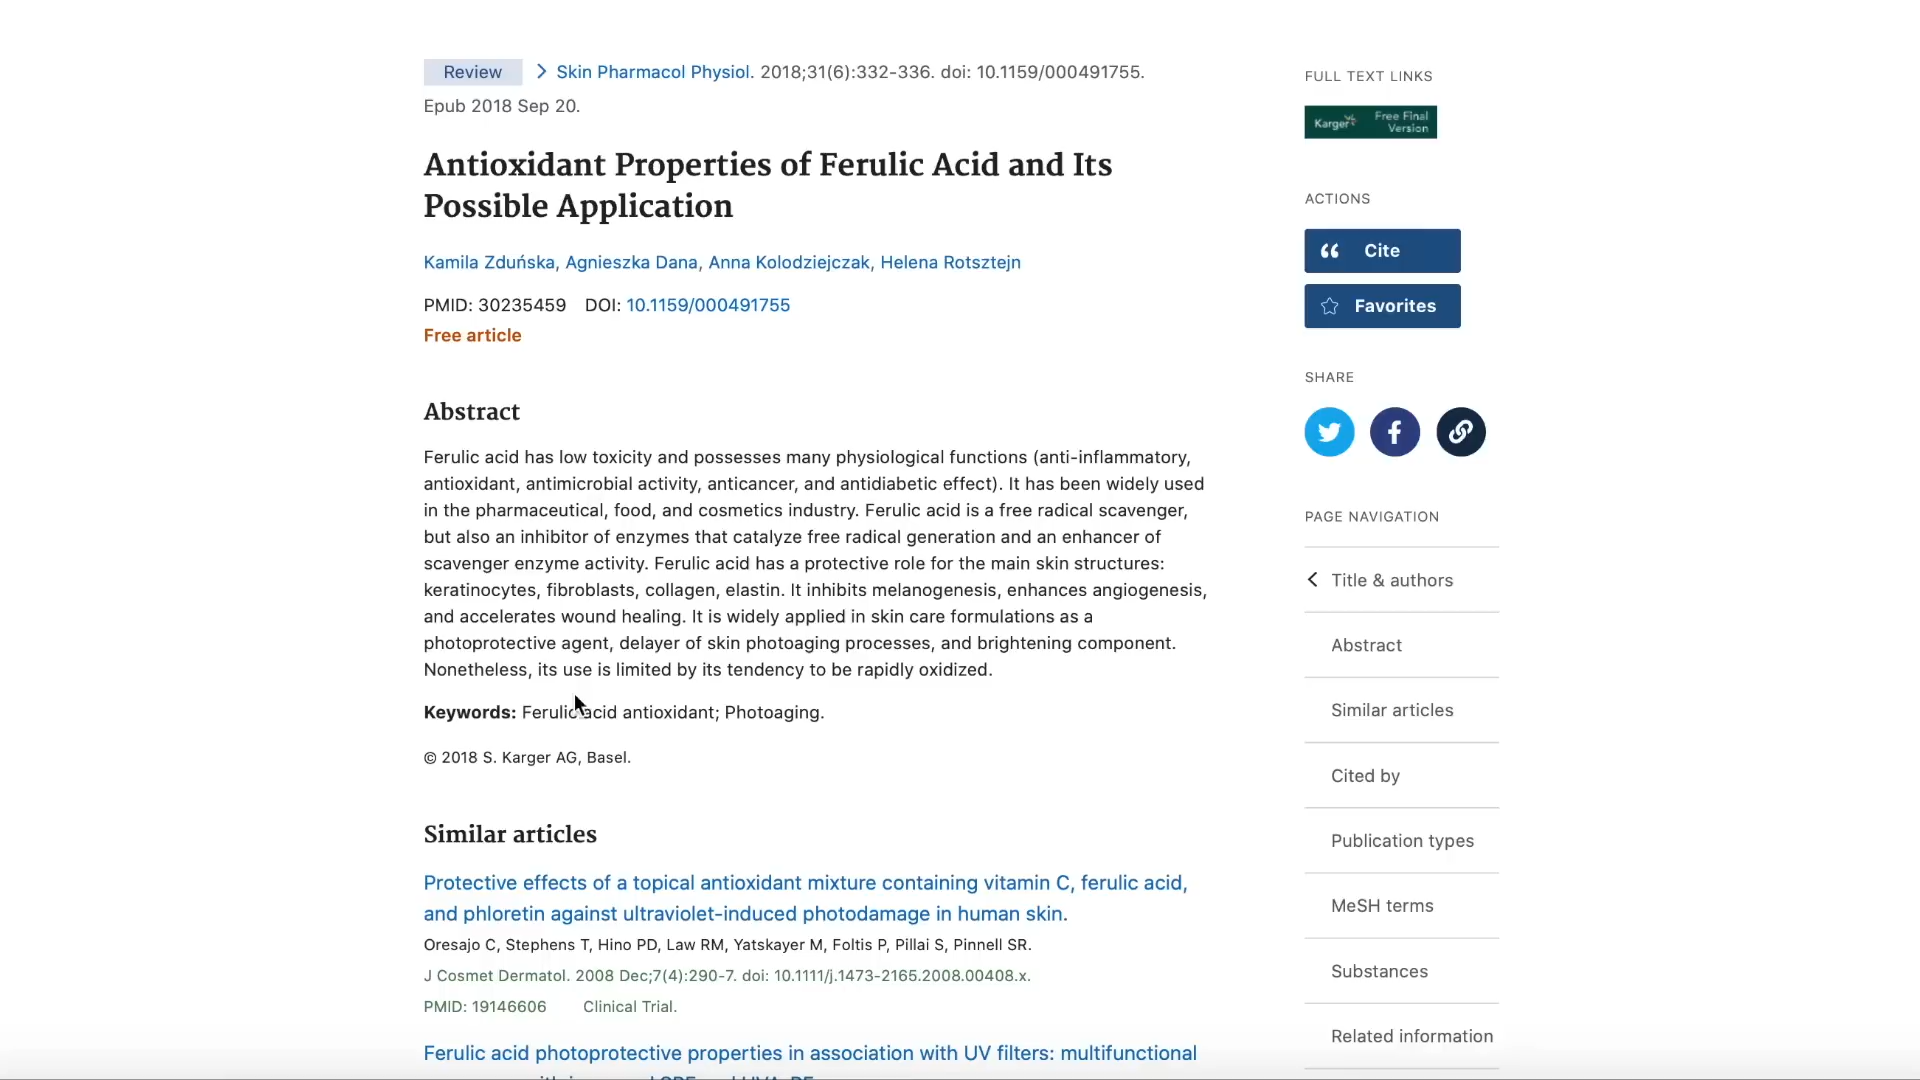 Review
Skin Pharmacol Physiol. 2018;31(6):332-336. doi: 10.1159/000491755.
Epub 2018 Sep 20.
Antioxidant Properties of Ferulic Acid and Its
Possible Application
Kamila Zduńska, Agnieszka Dana, Anna Kolodziejczak, Helena Rotsztejn
PMID: 30235459 DOI: 10.1159/000491755
Free article
Abstract
Ferulic acid has low toxicity and possesses many physiological functions (anti-inflammatory,
antioxidant, antimicrobial activity, anticancer, and antidiabetic effect). It has been widely used
in the pharmaceutical, food, and cosmetics industry. Ferulic acid is a free radical scavenger,
but also an inhibitor of enzymes that catalyze free radical generation and an enhancer of
scavenger enzyme activity. Ferulic acid has a protective role for the main skin structures:
keratinocytes, fibroblasts, collagen, elastin. It inhibits melanogenesis, enhances angiogenesis,
and accelerates wound healing. It is widely applied in skin care formulations as a
photoprotective agent, delayer of skin photoaging processes, and brightening component.
Nonetheless, its use is limited by its tendency to be rapidly oxidized.
Keywords: Ferulic acid antioxidant; Photoaging.
© 2018 S. Karger AG, Basel.
Similar articles
Protective effects of a topical antioxidant mixture containing vitamin C, ferulic acid,
and phloretin against ultraviolet-induced photodamage in human skin.
Oresajo C, Stephens T, Hino PD, Law RM, Yatskayer M, Foltis P, Pillai S, Pinnell SR.
J Cosmet Dermatol. 2008 Dec;7(4):290-7. doi: 10.1111/j.1473-2165.2008.00408.x.
PMID: 19146606 Clinical Trial.
Ferulic acid photoprotective properties in association with UV filters: multifunctional
FULL TEXT LINKS
Karger Free Final
Version
ACTIONS
Cite
Favorites
SHARE
PAGE NAVIGATION
Title & authors
Abstract
Similar articles
Cited by
Publication types
MeSH terms
Substances
Related information